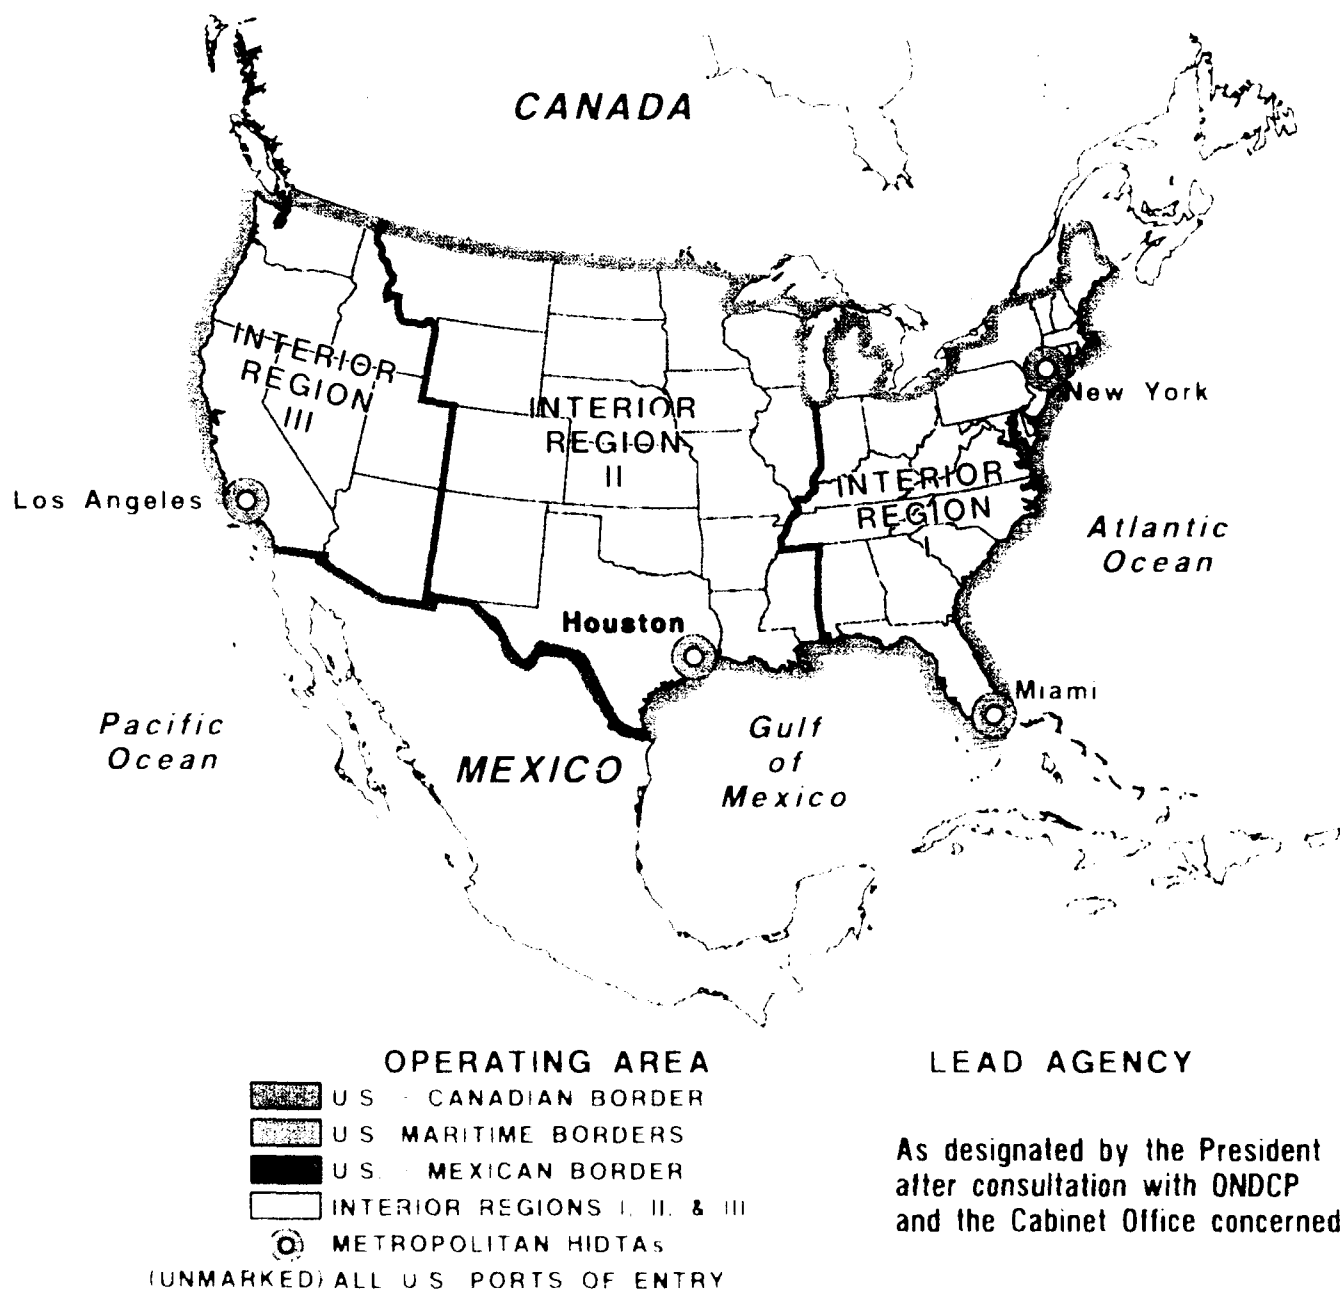 CANADA
INTERIOR
REGION
III
INTERIOR
REGION
II
INTERIOR
REGION
I
New York
Los Angeles
Atlantic
Ocean
Houston
Miami
Pacific
Ocean
MEXICO
Gulf
of
Mexico
OPERATING AREA
U S - CANADIAN BORDER
U S MARITIME BORDERS
U.S. - MEXICAN BORDER
INTERIOR REGIONS I, II, & III
METROPOLITAN HIDTAs
(UNMARKED) ALL U S PORTS OF ENTRY
LEAD AGENCY
As designated by the President
after consultation with ONDCP
and the Cabinet Office concerned